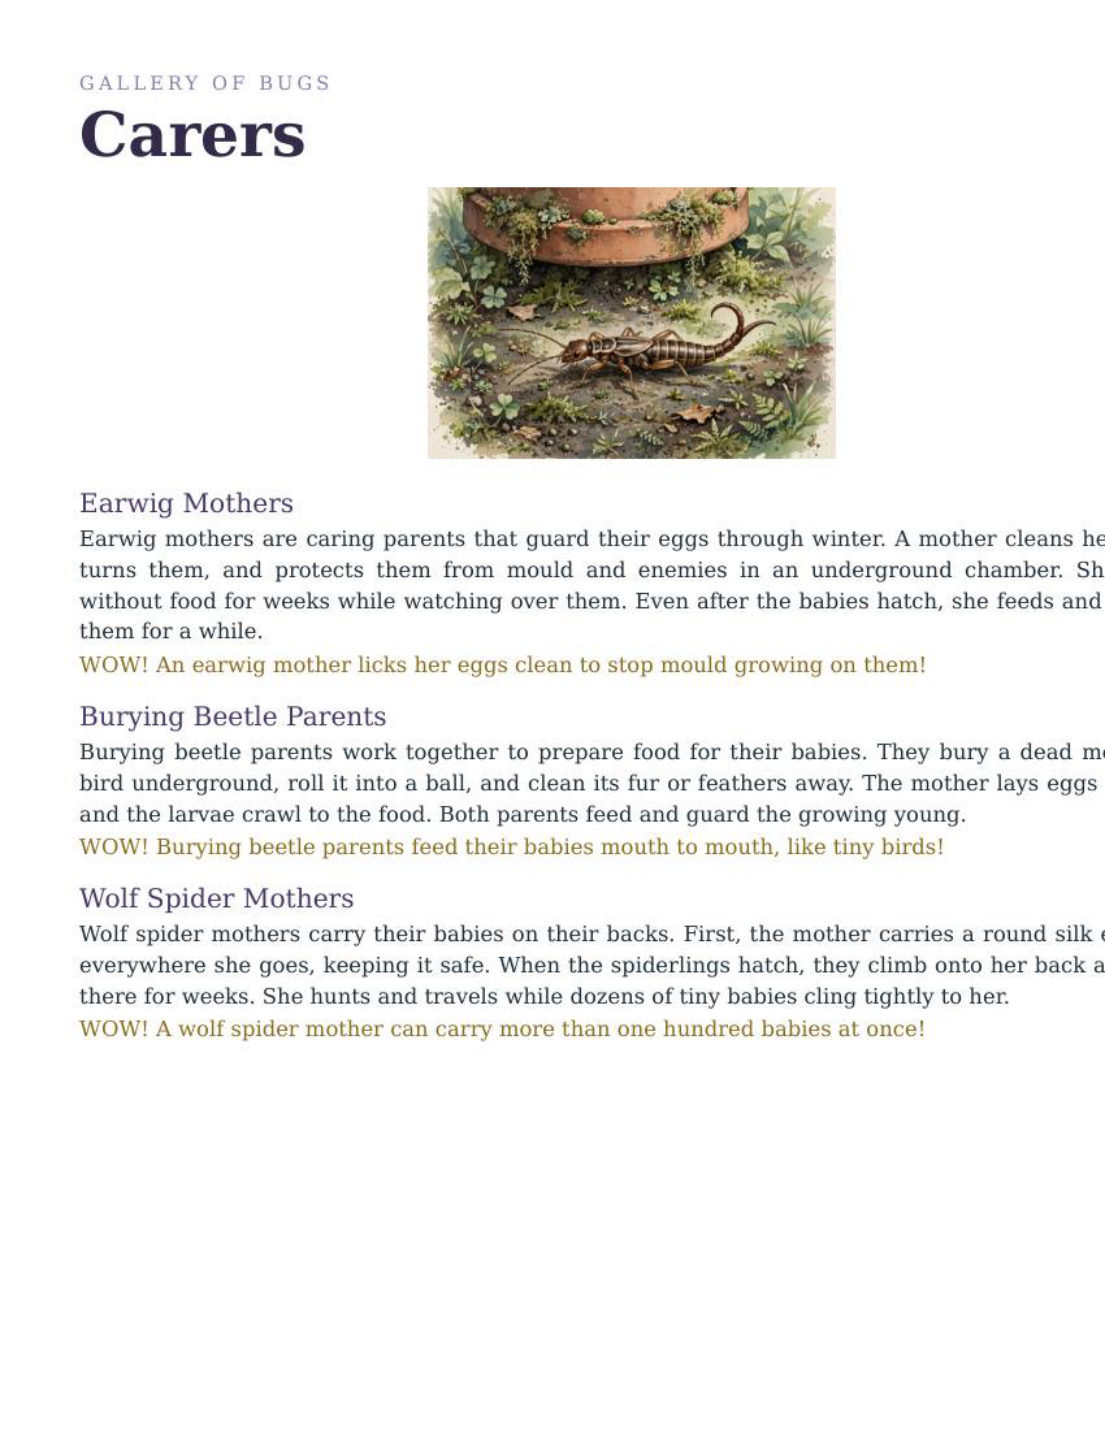 GALLERY OF BUGS
Carers
Earwig Mothers
Earwig mothers are caring parents that guard their eggs through winter. A mother cleans
turns them, and protects them from mould and enemies in an underground chamber.
without food for weeks while watching over them. Even after the babies hatch, she feeds and
them for a while.
WOW! An earwig mother licks her eggs clean to stop mould growing on them!
Burying Beetle Parents
Burying beetle parents work together to prepare food for their babies. They bury a dead
bird underground, roll it into a ball, and clean its fur or feathers away. The mother lays eggs
and the larvae crawl to the food. Both parents feed and guard the growing young.
WOW! Burying beetle parents feed their babies mouth to mouth, like tiny birds!
Wolf Spider Mothers
Wolf spider mothers carry their babies on their backs. First, the mother carries a round silk
everywhere she goes, keeping it safe. When the spiderlings hatch, they climb onto her back
there for weeks. She hunts and travels while dozens of tiny babies cling tightly to her.
WOW! A wolf spider mother can carry more than one hundred babies at once!